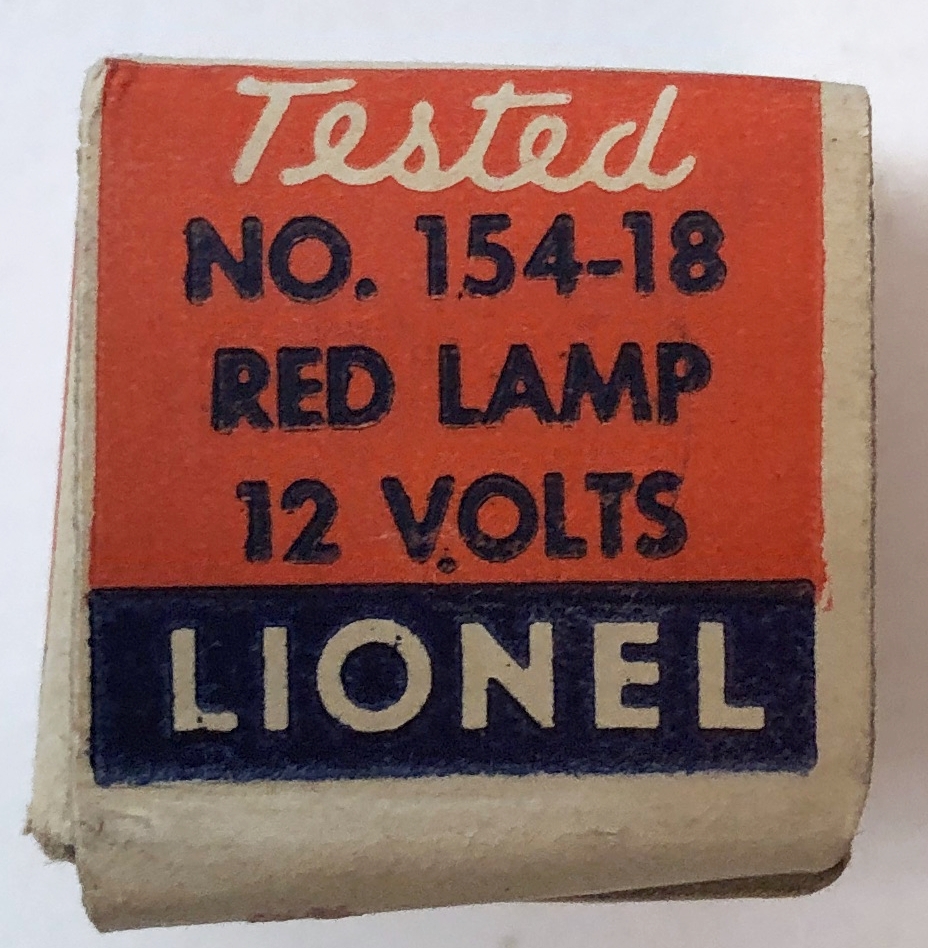 Tested
NO. 154-18
RED LAMP
12 VOLTS
LIONEL